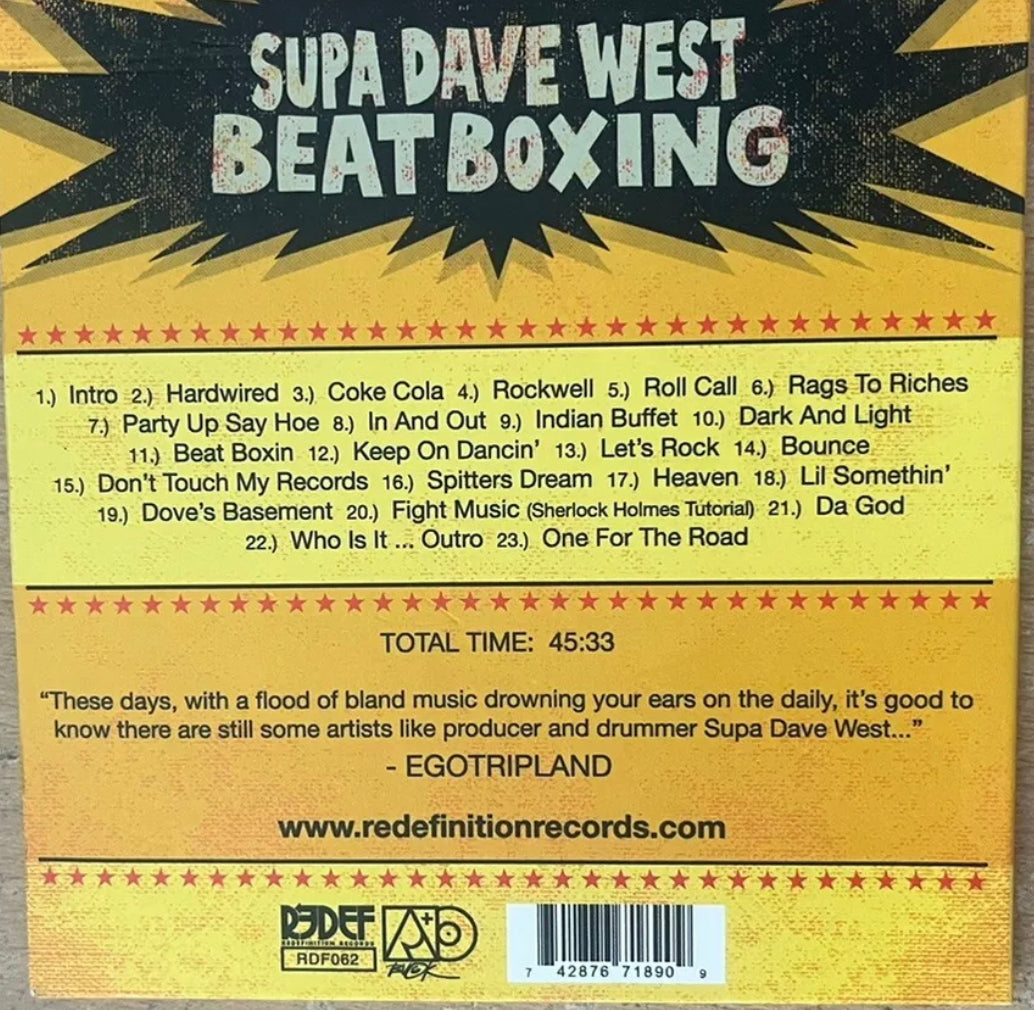 SUPA DAVE WEST
BEAT BOXING
1.) Intro 2.) Hardwired 3.) Coke Cola 4.) Rockwell 5.) Roll Call 6.) Rags To Riches
7.) Party Up Say Hoe 8.) In And Out 9.) Indian Buffet 10.) Dark And Light
11.) Beat Boxin 12.) Keep On Dancin' 13.) Let's Rock 14.) Bounce
15.) Don't Touch My Records 16.) Spitters Dream 17.) Heaven 18.) Lil Somethin'
19.) Dove's Basement 20.) Fight Music (Sherlock Holmes Tutorial) 21.) Da God
22.) Who Is It ... Outro 23.) One For The Road
TOTAL TIME: 45:33
“These days, with a flood of bland music drowning your ears on the daily, it's good to
know there are still some artists like producer and drummer Supa Dave West...”
- EGOTRIPLAND
www.redefinitionrecords.com
R3DEF
REDEFINITION RECORDS
RDF062
7 42876 71890 9